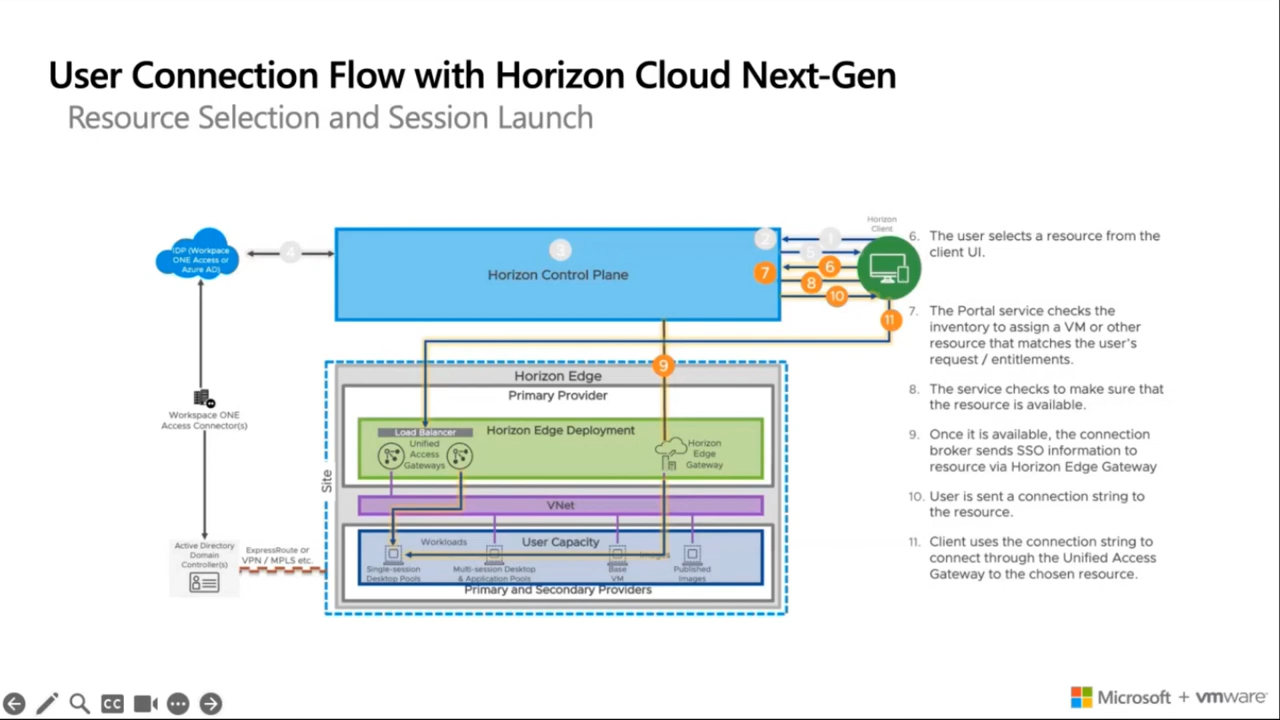 User Connection Flow with Horizon Cloud Next-Gen
Resource Selection and Session Launch
IDP (Workpace
ONE Access or
Azure AD)
4
3
Horizon Control Plane
2
1
5
7
6
8
10
11
9
Horizon
Client
Workspace ONE
Access Connector(s)
Active Directory
Domain
Controller(s)
ExpressRoute or
VPN / MPLS etc.
Site
Horizon Edge
Primary Provider
Load Balancer
Horizon Edge Deployment
Unified
Access
Gateways
Horizon
Edge
Gateway
VNet
Workloads
User Capacity
Single-session
Desktop Pools
Multi-session Desktop
& Application Pools
Base
VM
Published
Images
Primary and Secondary Providers
6. The user selects a resource from the
client UI.
7. The Portal service checks the
inventory to assign a VM or other
resource that matches the user's
request / entitlements.
8. The service checks to make sure that
the resource is available.
9. Once it is available, the connection
broker sends SSO information to
resource via Horizon Edge Gateway
10. User is sent a connection string to
the resource.
11. Client uses the connection string to
connect through the Unified Access
Gateway to the chosen resource.
CC
Microsoft + vmware